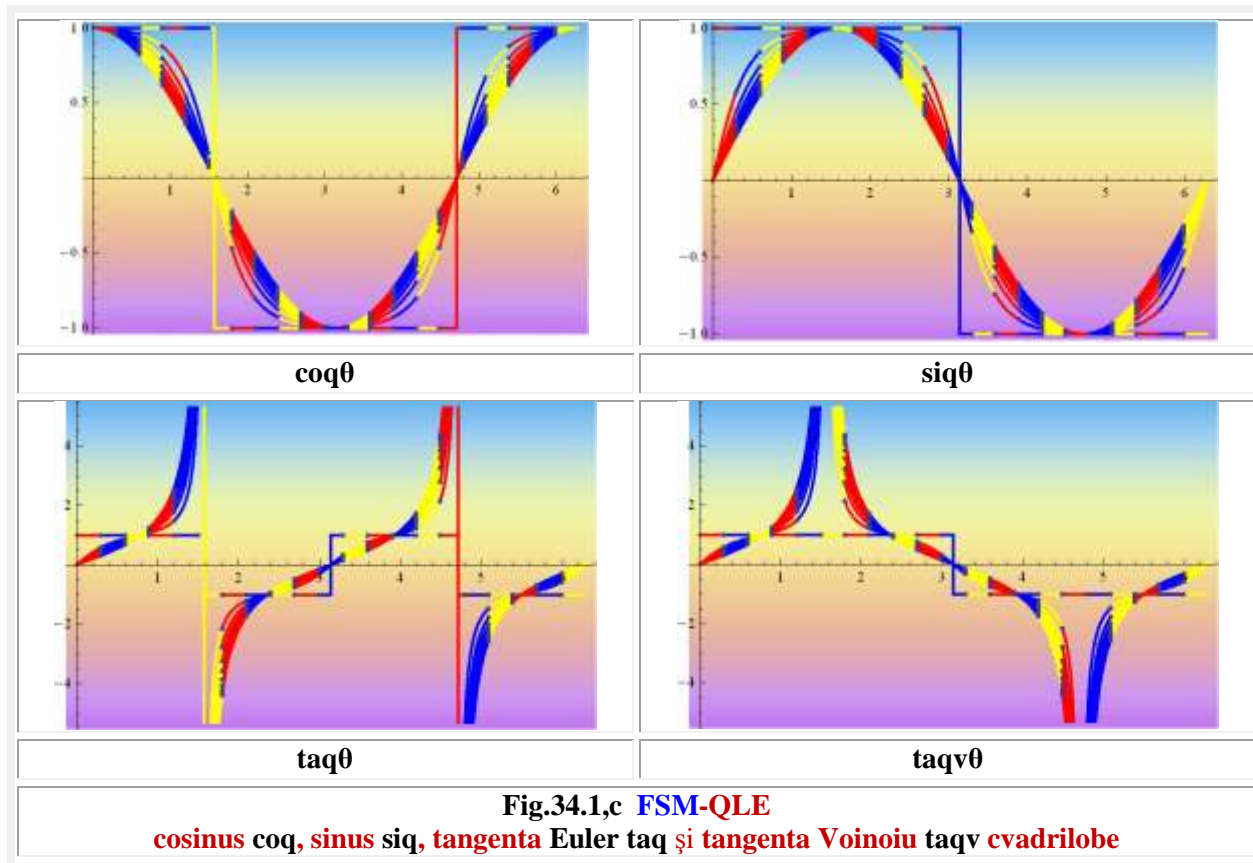 1 0
0.5
-0.5
-1 0
1 2 3 4 5 6
1 0
0.5
-0.5
-1 0
1 2 3 4 5 6
coqθ
siqθ
4
2
-2
-4
1 2 3 4 5
4
2
-2
-4
1 2 3 4 5
taqθ
taqvθ
Fig.34.1,c FSM-QLE
cosinus coq, sinus siq, tangenta Euler taq şi tangenta Voinoiu taqv cvadrilobe